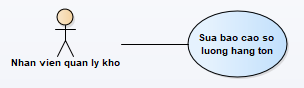 Nhan vien quan ly kho
Sua bao cao so
luong hang ton